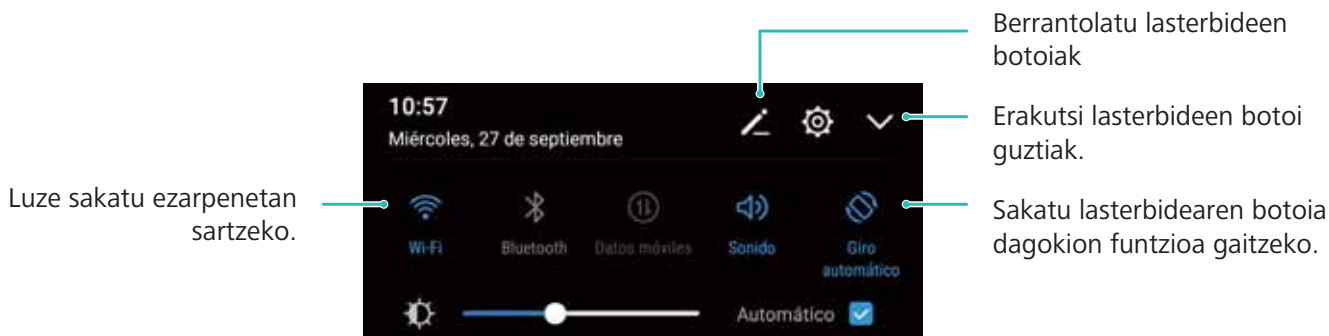 Berrantolatu lasterbideen
botoiak
10:57
Miércoles, 27 de septiembre
Erakutsi lasterbideen botoi
guztiak.
Luze sakatu ezarpenetan
sartzeko.
Wi-Fi
Bluetooth
Datos móviles
Sonido
Giro
automático
Sakatu lasterbidearen botoia
dagokion funtzioa gaitzeko.
Automático